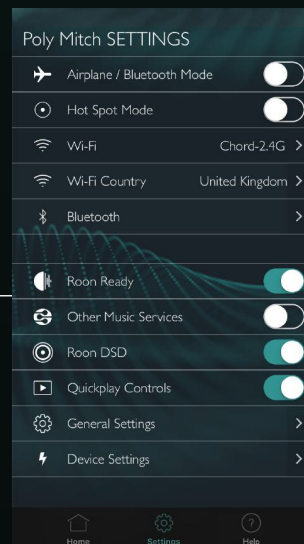 Poly Mitch SETTINGS
Airplane / Bluetooth Mode
Hot Spot Mode
Wi-Fi Chord-2.4G >
Wi-Fi Country United Kingdom >
Bluetooth >
Roon Ready
Other Music Services
Roon DSD
Quickplay Controls
General Settings >
Device Settings >
Home Settings Help